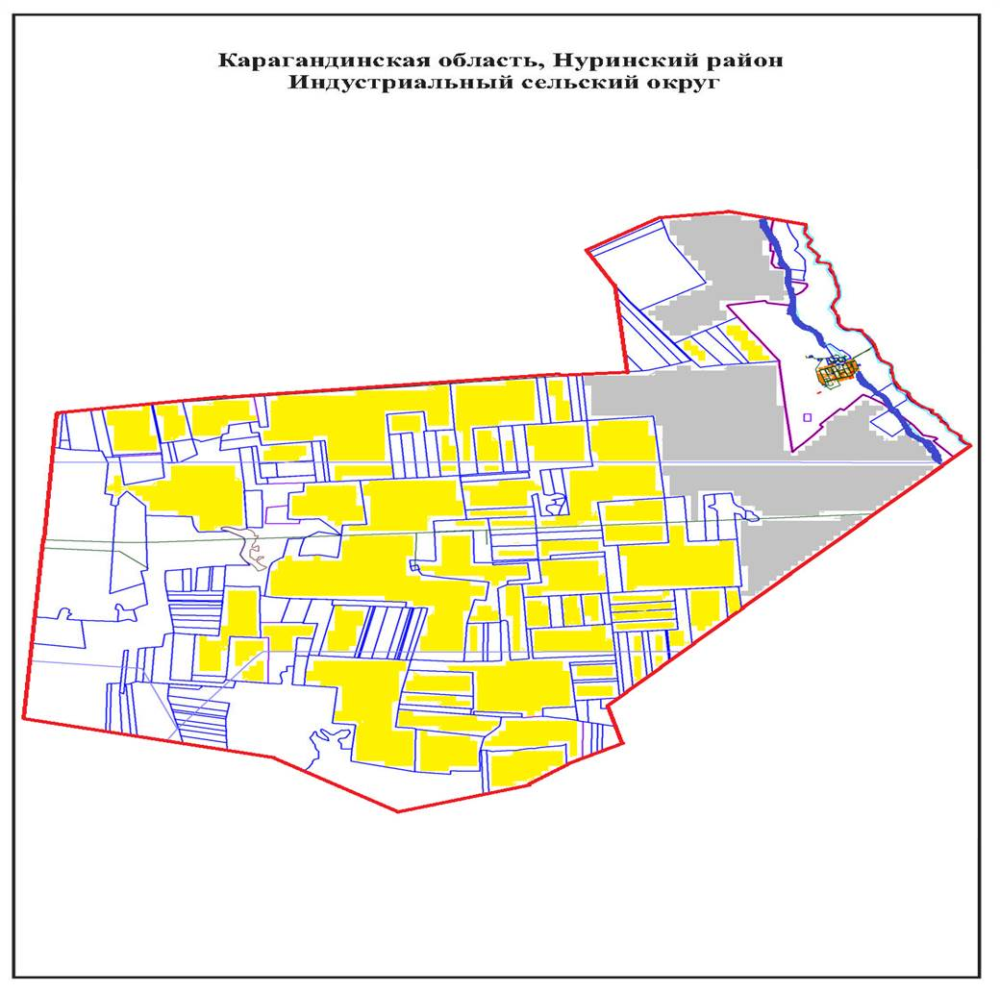 Карагандинская область, Нуринский район
Индустриальный сельский округ